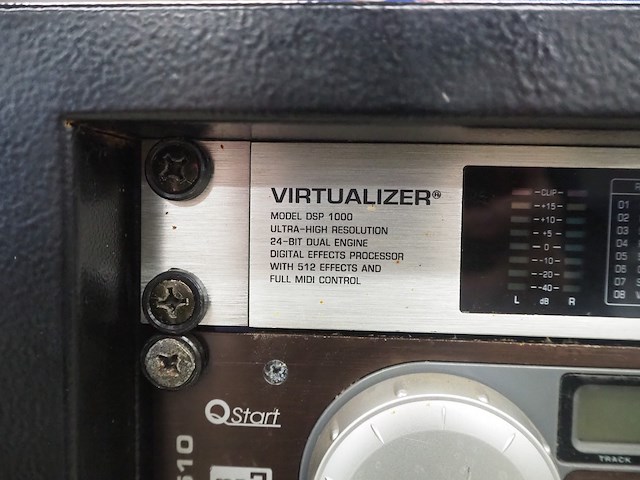 VIRTUALIZER®
MODEL DSP 1000
ULTRA-HIGH RESOLUTION
24-BIT DUAL ENGINE
DIGITAL EFFECTS PROCESSOR
WITH 512 EFFECTS AND
FULL MIDI CONTROL
-CLIP-
-+15-
-+10-
-+5-
-0-
-10-
-20-
-40-
L dB R
01
02
03
04
05
06
07
08
QStart
TRACK